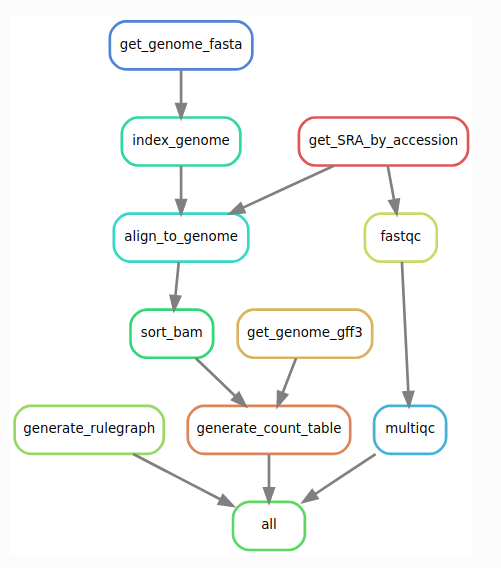 get_genome_fasta
index_genome
get_SRA_by_accession
align_to_genome
fastqc
sort_bam
get_genome_gff3
generate_rulegraph
generate_count_table
multiqc
all